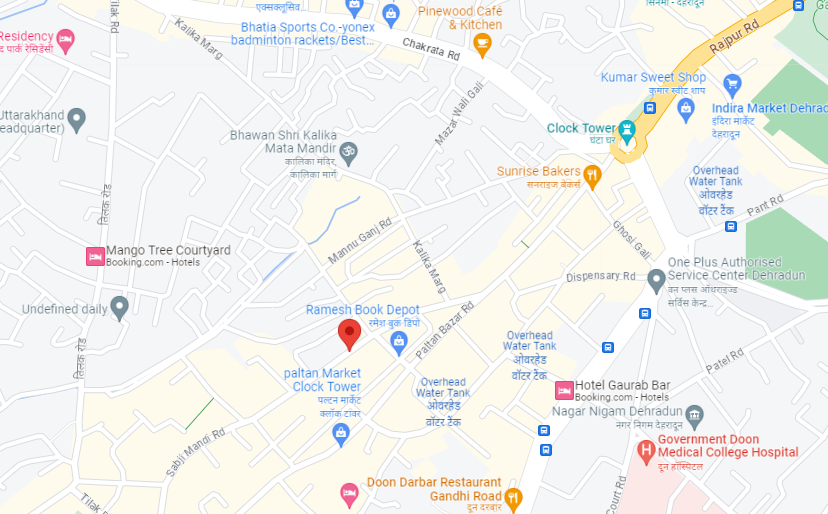 एक्सक्लूसिव
Bhatia Sports Co.-yonex
badminton rackets/Best...
Pinewood Café
& Kitchen
सिनेमा - देहरादून
Tilak Rd
Kalika Marg
Chakrata Rd
Rajpur Rd
Residency
द पार्क रेसिडेंसी
Kumar Sweet Shop
कुमार स्वीट शाप
Indira Market Dehrad
इंदिरा मार्केट
देहरादून
Uttarakhand
eadquarter)
Mazar Wali Gali
Clock Tower
घंटा घर
Bhawan Shri Kalika
Mata Mandir
कालिका मंदिर,
कालिका मार्ग
Sunrise Bakers
सनराइज बेकर्स
Overhead
Water Tank
ओवरहेड
वॉटर टैंक
Pant Rd
तिलक रोड
Mannu Ganj Rd
Kalika Marg
Ghosi Gali
Mango Tree Courtyard
Booking.com - Hotels
One Plus Authorised
Service Center Dehradun
वन प्लस ऑथराइज्ड
सर्विस केन्द्र...
Dispensary Rd
Undefined daily
Ramesh Book Depot
रमेश बुक डिपो
Paltan Bazar Rd
Overhead
Water Tank
ओवरहेड
वॉटर टैंक
तिलक रोड
Patel Rd
paltan Market
Clock Tower
पल्टन मार्केट
क्लॉक टावर
Overhead
Water Tank
ओवरहेड
वॉटर टैंक
Hotel Gaurab Bar
Booking.com - Hotels
Nagar Nigam Dehradun
नगर निगम देहरादून
Sabji Mandi Rd
Government Doon
Medical College Hospital
दून हॉस्पिटल
Doon Darbar Restaurant
Gandhi Road
दून दरबार
Tilak
Court Rd